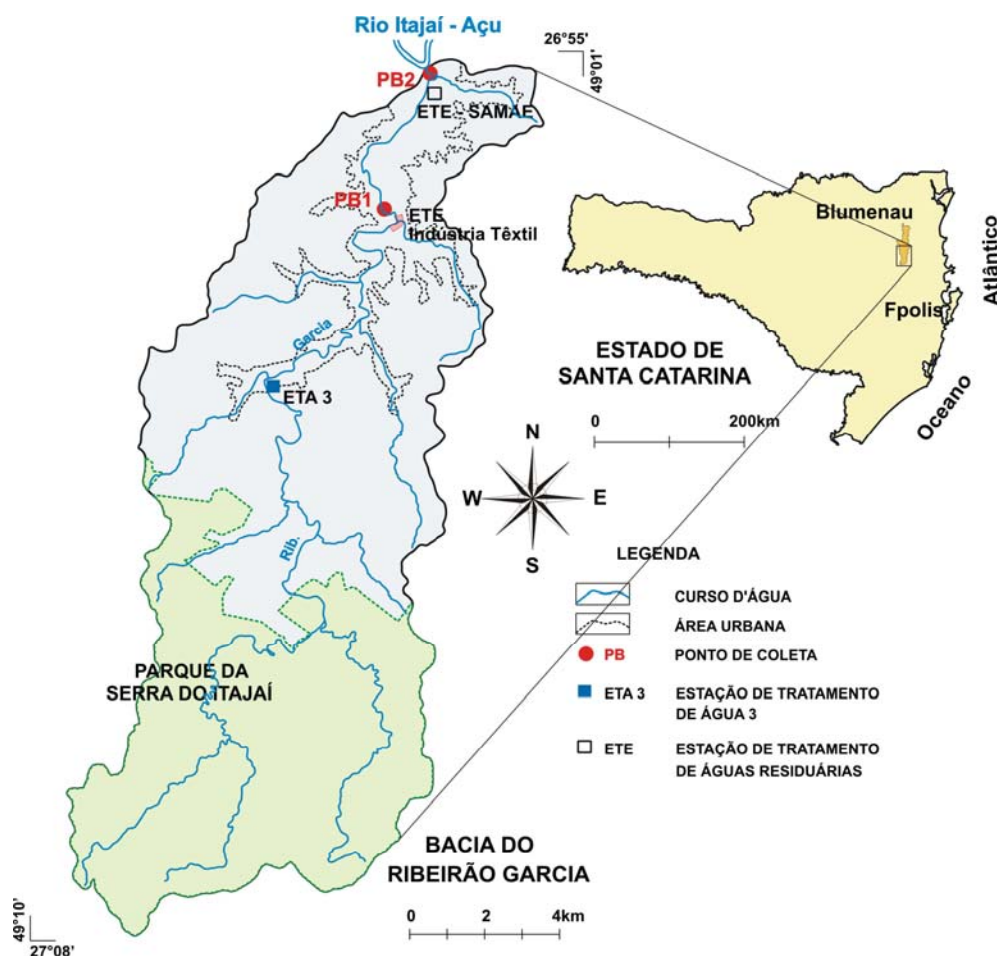 Rio Itajaí - Açu
26°55'
49°01'
PB2
ETE - SAMAE
PB1
ETE
Indústria Têxtil
Blumenau
Atlântico
Fpolis
Garcia
ESTADO DE
SANTA CATARINA
Oceano
ETA 3
0 200km
N
W E
S
Rib.
LEGENDA
CURSO D'ÁGUA
ÁREA URBANA
PB PONTO DE COLETA
PARQUE DA
SERRA DO ITAJAÍ
ETA 3 ESTAÇÃO DE TRATAMENTO
DE ÁGUA 3
ETE ESTAÇÃO DE TRATAMENTO
DE ÁGUAS RESIDUÁRIAS
BACIA DO
RIBEIRÃO GARCIA
0 2 4km
49°10'
27°08'